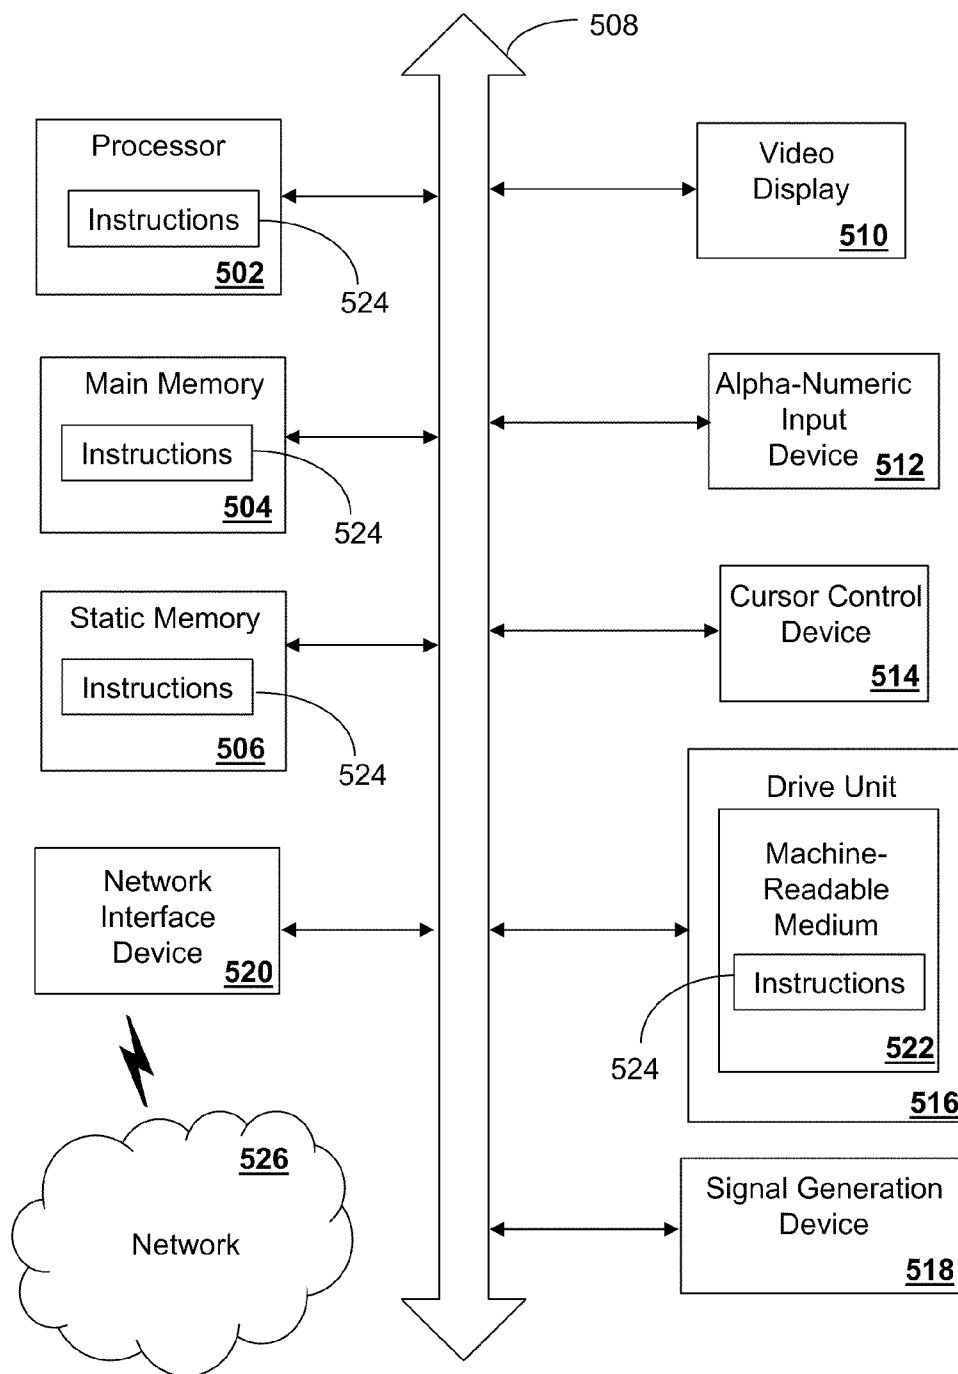 508
Processor
Instructions
502
524
Main Memory
Instructions
504
524
Static Memory
Instructions
506
524
Network
Interface
Device
520
526
Network
Video
Display
510
Alpha-Numeric
Input
Device
512
Cursor Control
Device
514
Drive Unit
Machine-
Readable
Medium
Instructions
522
524
516
Signal Generation
Device
518